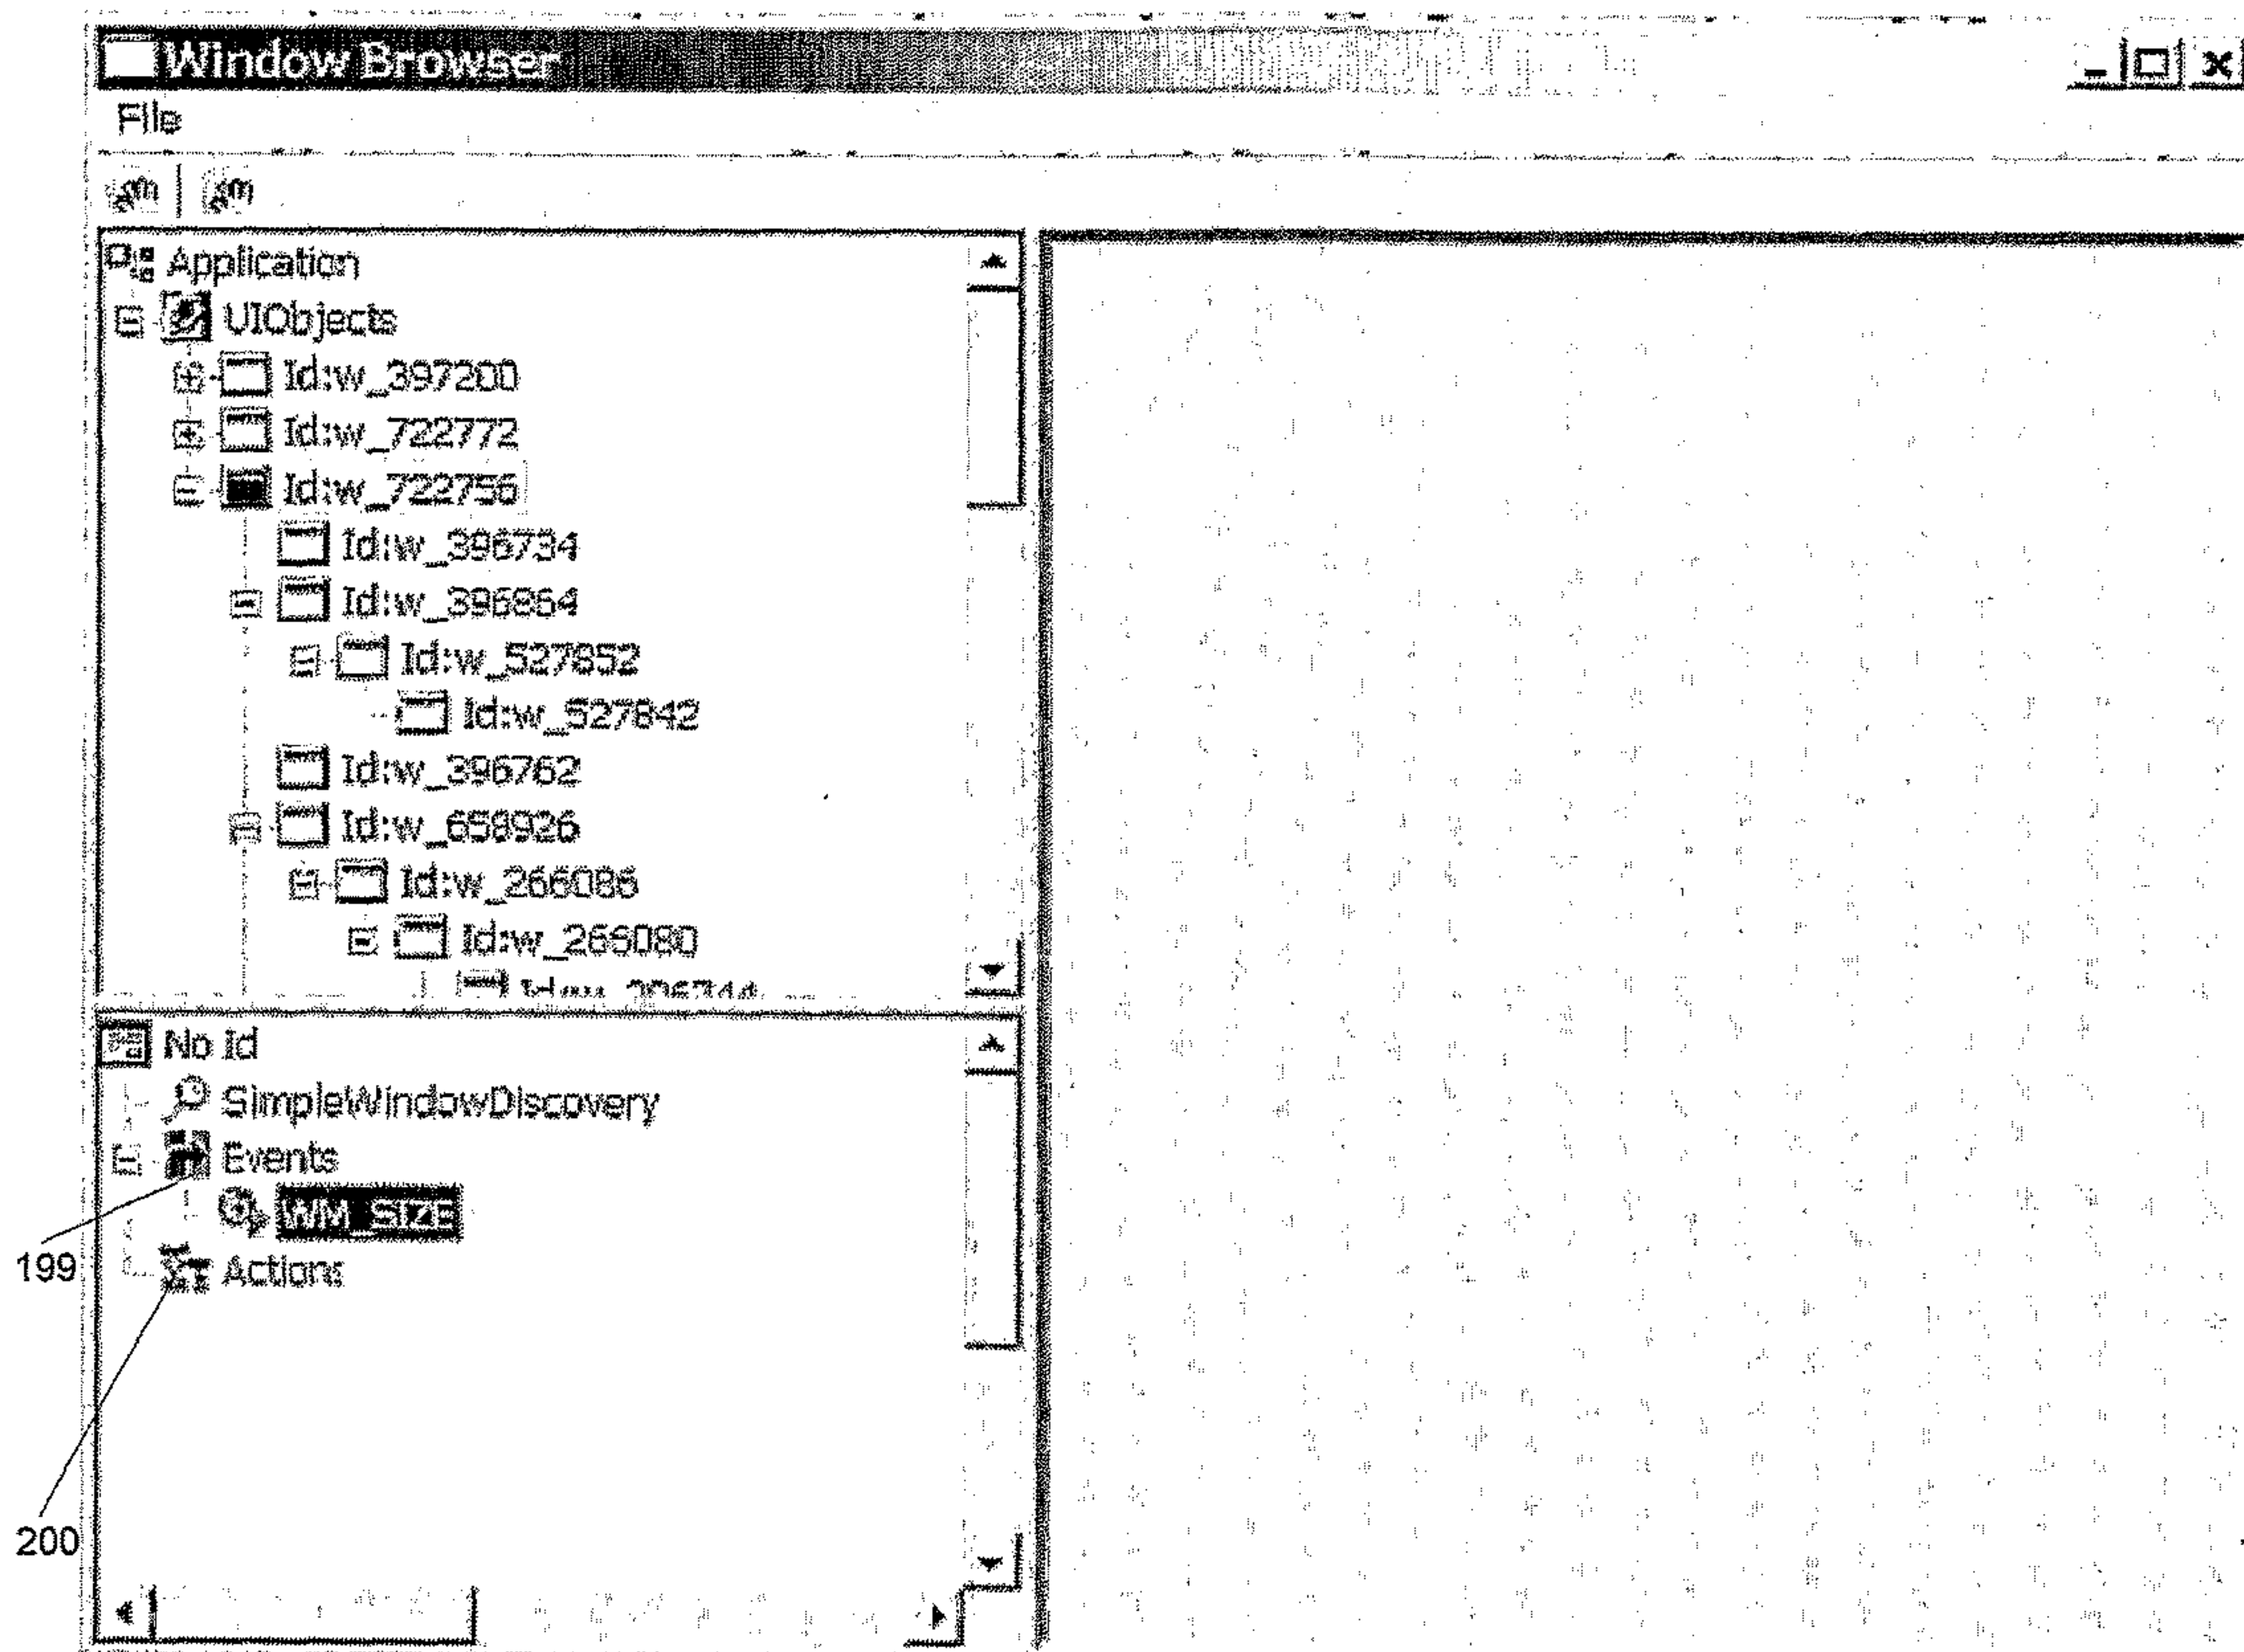 Window Browser
File
Application
UIObjects
Id:w_397200
Id:w_722772
Id:w_722756
Id:w_396734
Id:w_396864
Id:w_527852
Id:w_527842
Id:w_396762
Id:w_658926
Id:w_266086
Id:w_266080
No Id
SimpleWindowDiscovery
Events
WM_SIZE
199
Actions
200